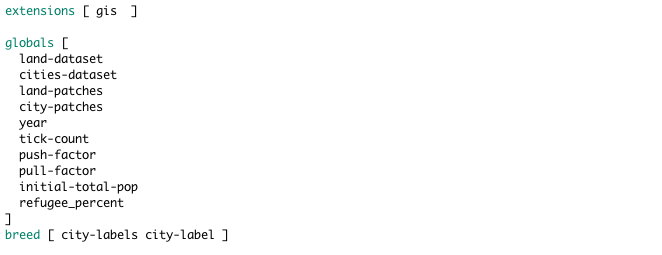 extensions [ gis  ]
globals [
  land-dataset
  cities-dataset
  land-patches
  city-patches
  year
  tick-count
  push-factor
  pull-factor
  initial-total-pop
  refugee_percent
]
breed [ city-labels city-label ]